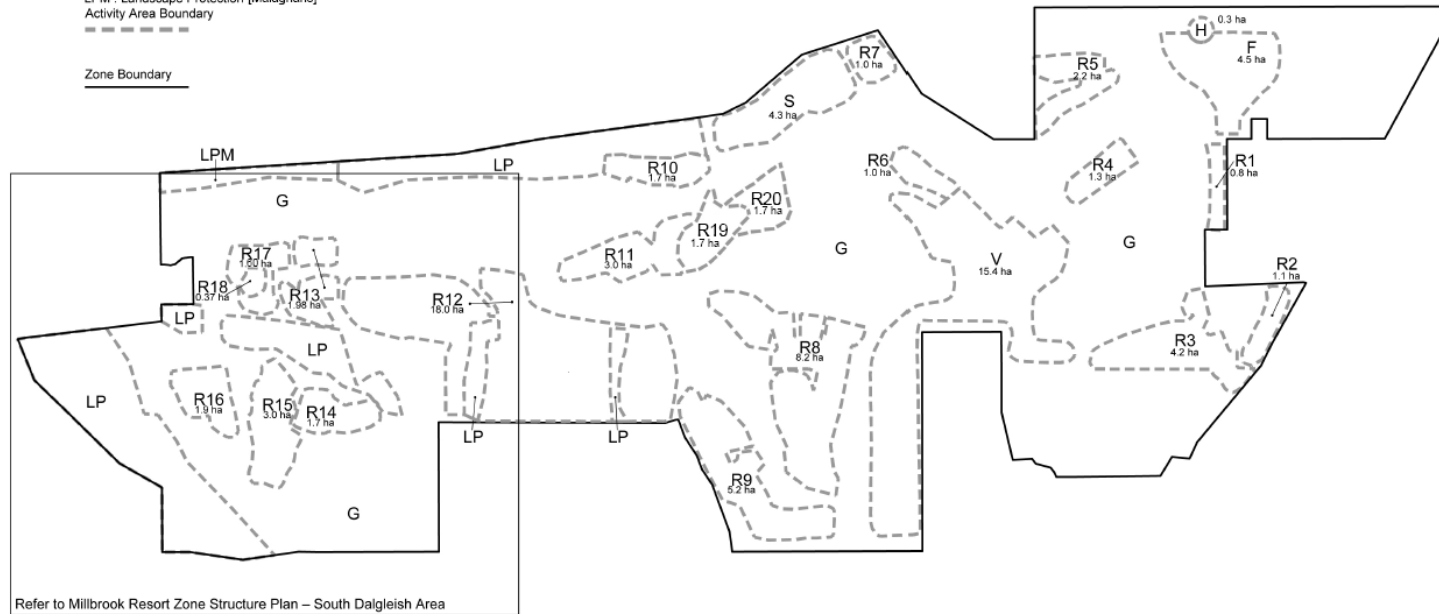 LPM : Landscape Protection [Malaghans]
Activity Area Boundary
Zone Boundary
H
0.3 ha
F
4.5 ha
R7
1.0 ha
R5
2.2 ha
S
4.3 ha
LPM
LP
R10
1.7 ha
R6
1.0 ha
R4
1.3 ha
R1
0.8 ha
G
R20
1.7 ha
R19
1.7 ha
R17
1.60 ha
R11
3.0 ha
G
G
V
15.4 ha
R2
1.1 ha
R18
0.37 ha
R13
1.98 ha
R12
18.0 ha
LP
LP
R8
8.2 ha
R3
4.2 ha
LP
R16
1.9 ha
R15
3.0 ha
R14
1.7 ha
LP
LP
R9
5.2 ha
G
Refer to Millbrook Resort Zone Structure Plan – South Dalgleish Area